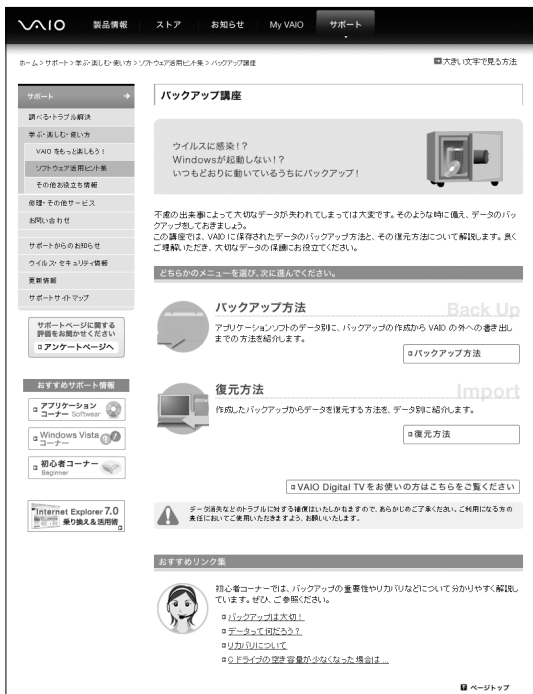 VAIO 製品情報 ストア お知らせ My VAIO サポート
ホーム > サポート > 学ぶ・楽しむ・使い方 > ソフトウェア活用ヒント集 > バックアップ講座
大きい文字で見る方法
サポート
調べる・トラブル解決
学ぶ・楽しむ・使い方
VAIO をもっと楽しもう!
ソフトウェア活用ヒント集
その他お役立ち情報
修理・その他サービス
お問い合わせ
サポートからのお知らせ
ウイルス・セキュリティ情報
更新情報
サポートサイトマップ
サポートページに関する
評価をお聞かせください
アンケートページへ
おすすめサポート情報
アプリケーション
コーナー Softwear
Windows Vista
コーナー
初心者コーナー
Beginner
Internet Explorer 7.0
乗り換え&活用術
バックアップ講座
ウイルスに感染!?
Windowsが起動しない!?
いつもどおりに動いているうちにバックアップ!
不慮の出来事によって大切なデータが失われてしまっては大変です。そのような時に備え、データのバッ
クアップをしておきましょう。
この講座では、VAIO に保存されたデータのバックアップ方法と、その復元方法について解説します。良く
ご理解いただき、大切なデータの保護にお役立てください。
どちらかのメニューを選び、次に進んでください。
バックアップ方法
Back Up
アプリケーションソフトのデータ別に、バックアップの作成から VAIO の外への書き出し
までの方法を紹介します。
バックアップ方法
復元方法
Import
作成したバックアップからデータを復元する方法を、データ別に紹介します。
復元方法
VAIO Digital TV をお使いの方はこちらをご覧ください
データ消失などのトラブルに対する補償はいたしかねますので、あらかじめご了承ください。ご利用になる方の
責任においてご使用いただきますよう、お願いいたします。
おすすめリンク集
初心者コーナーでは、バックアップの重要性やリカバリなどについて分かりやすく解説し
ています。ぜひ、ご参照ください。
バックアップは大切!
データって何だろう?
リカバリについて
C ドライブの空き容量が少なくなった場合は ...
ページトップ